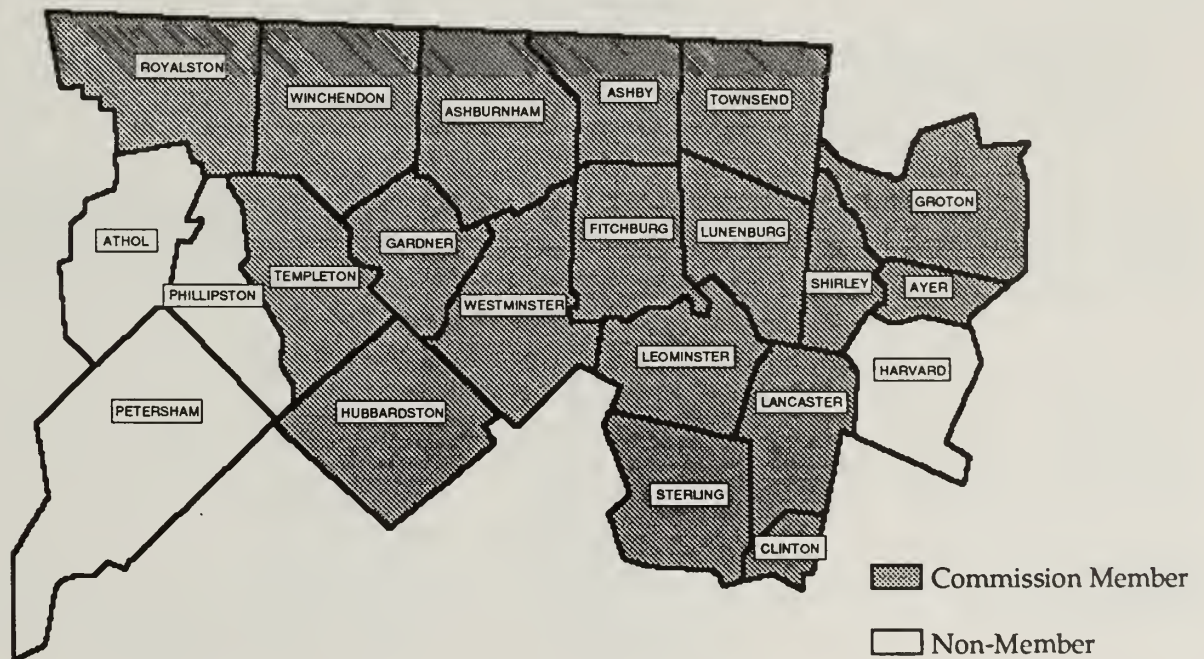 ROYALSTON
WINCHENDON
ASHBURNHAM
ASHBY
TOWNSEND
GROTON
ATHOL
GARDNER
FITCHBURG
LUNENBURG
TEMPLETON
SHIRLEY
AYER
PHILLIPSTON
WESTMINSTER
LEOMINSTER
HARVARD
PETERSHAM
HUBBARDSTON
LANCASTER
STERLING
CLINTON
Commission Member
Non-Member